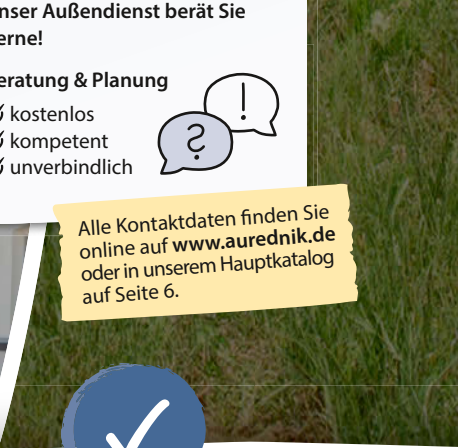 nser Außendienst berät Sie
erne!
eratung & Planung
kostenlos
kompetent
unverbindlich
Alle Kontaktdaten finden Sie
online auf www.aurednik.de
oder in unserem Hauptkatalog
auf Seite 6.